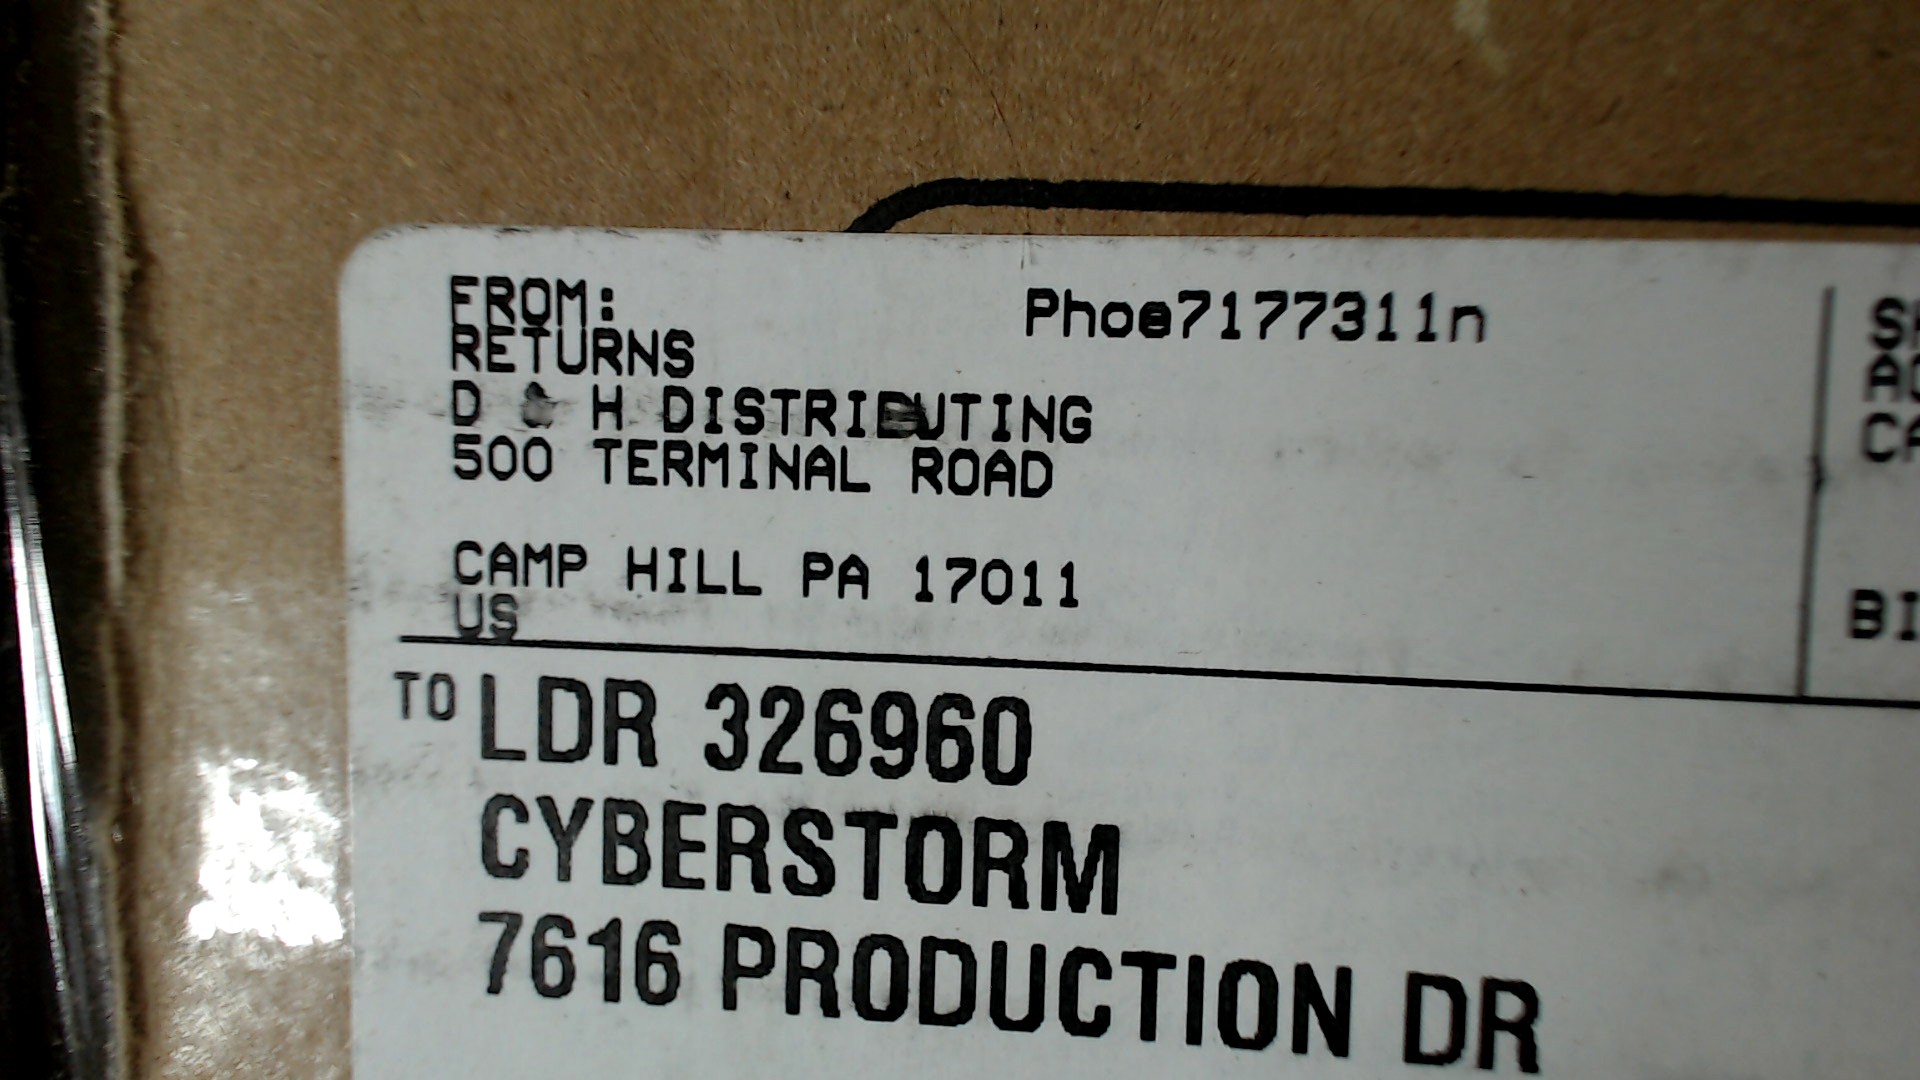 FROM:
Phoe7177311n
RETURNS
D & H DISTRIBUTING
500 TERMINAL ROAD
CAMP HILL PA 17011
US
TO LDR 326960
CYBERSTORM
7616 PRODUCTION DR